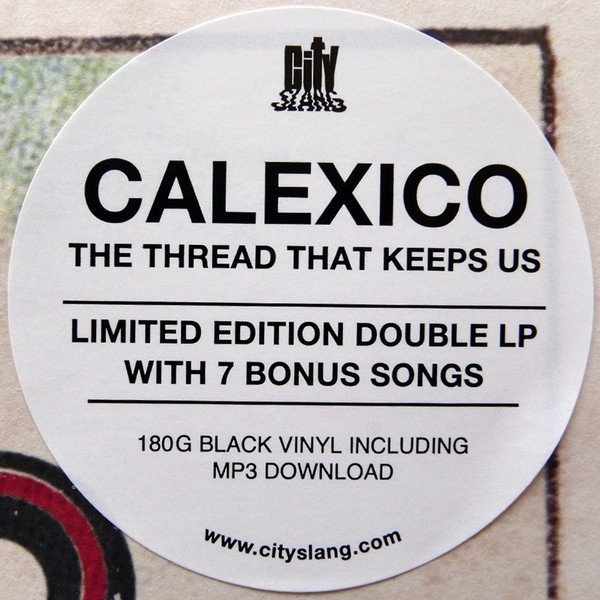 City
SLANG
CALEXICO
THE THREAD THAT KEEPS US
LIMITED EDITION DOUBLE LP
WITH 7 BONUS SONGS
180G BLACK VINYL INCLUDING
MP3 DOWNLOAD
www.cityslang.com